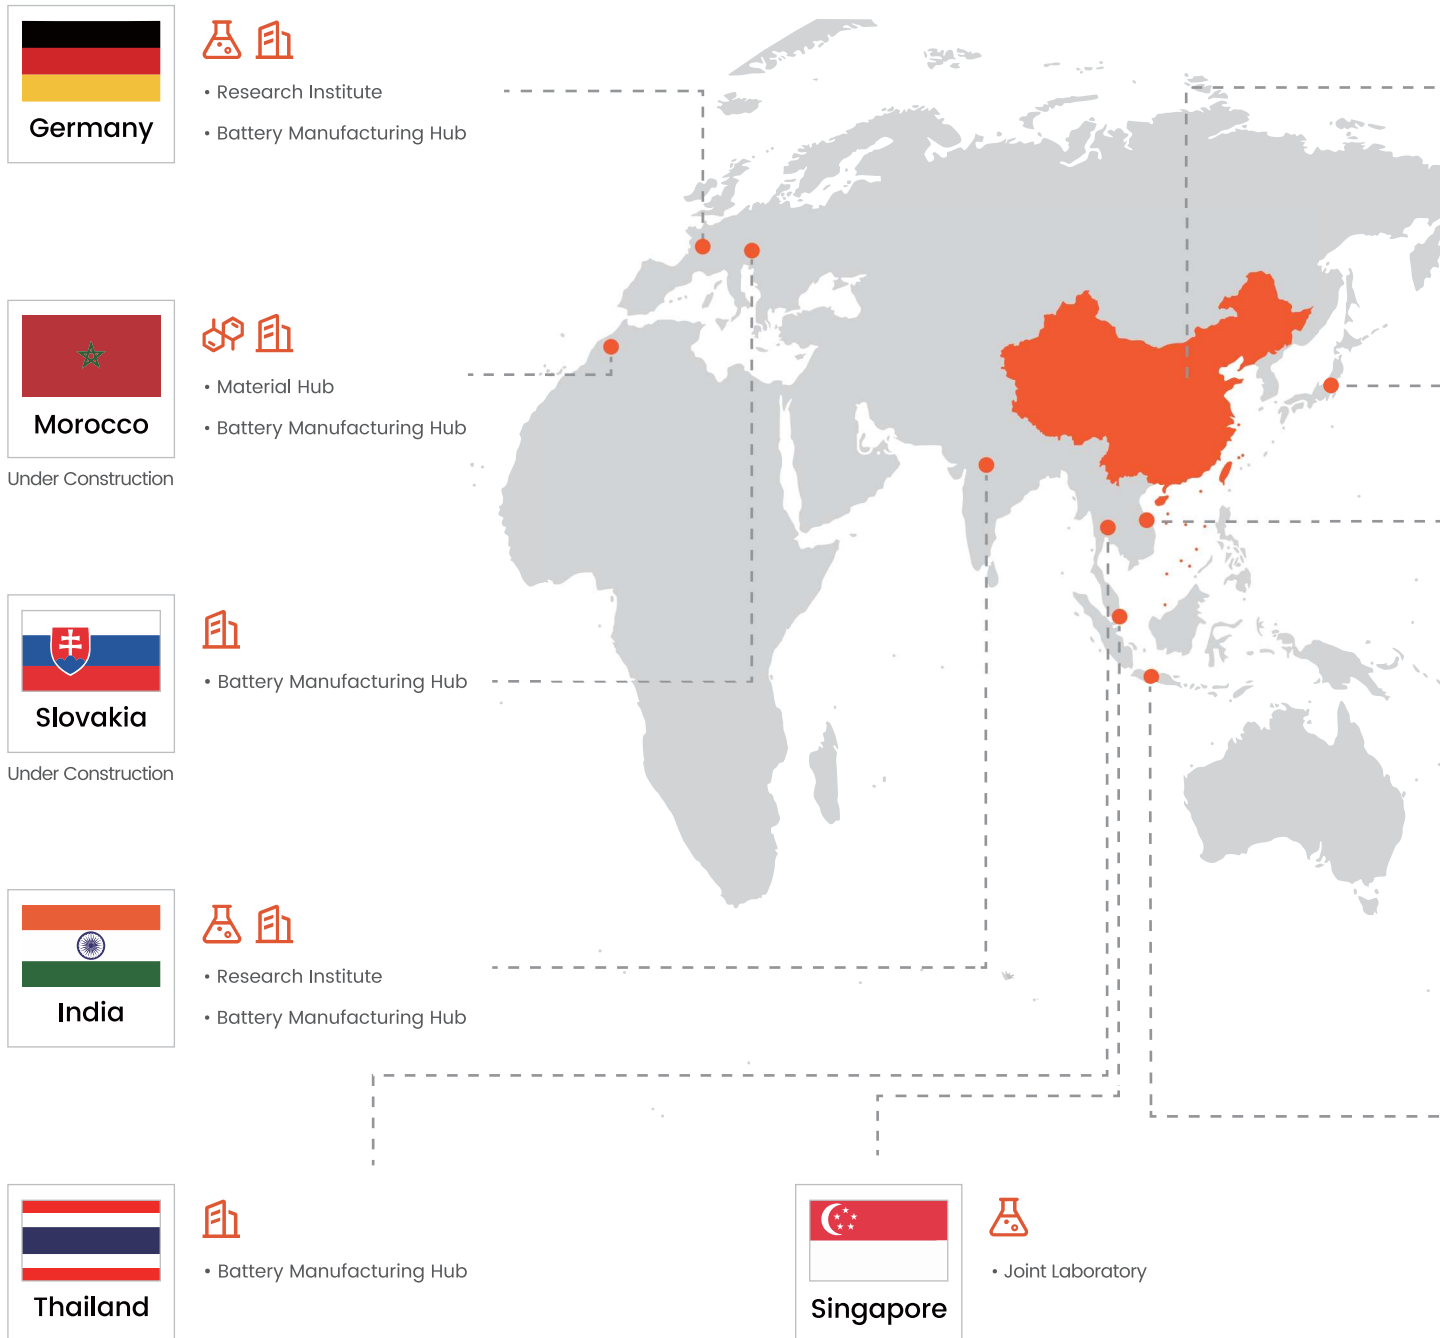 • Research Institute
• Battery Manufacturing Hub
Germany
• Material Hub
• Battery Manufacturing Hub
Morocco
Under Construction
• Battery Manufacturing Hub
Slovakia
Under Construction
• Research Institute
• Battery Manufacturing Hub
India
• Battery Manufacturing Hub
Thailand
• Joint Laboratory
Singapore